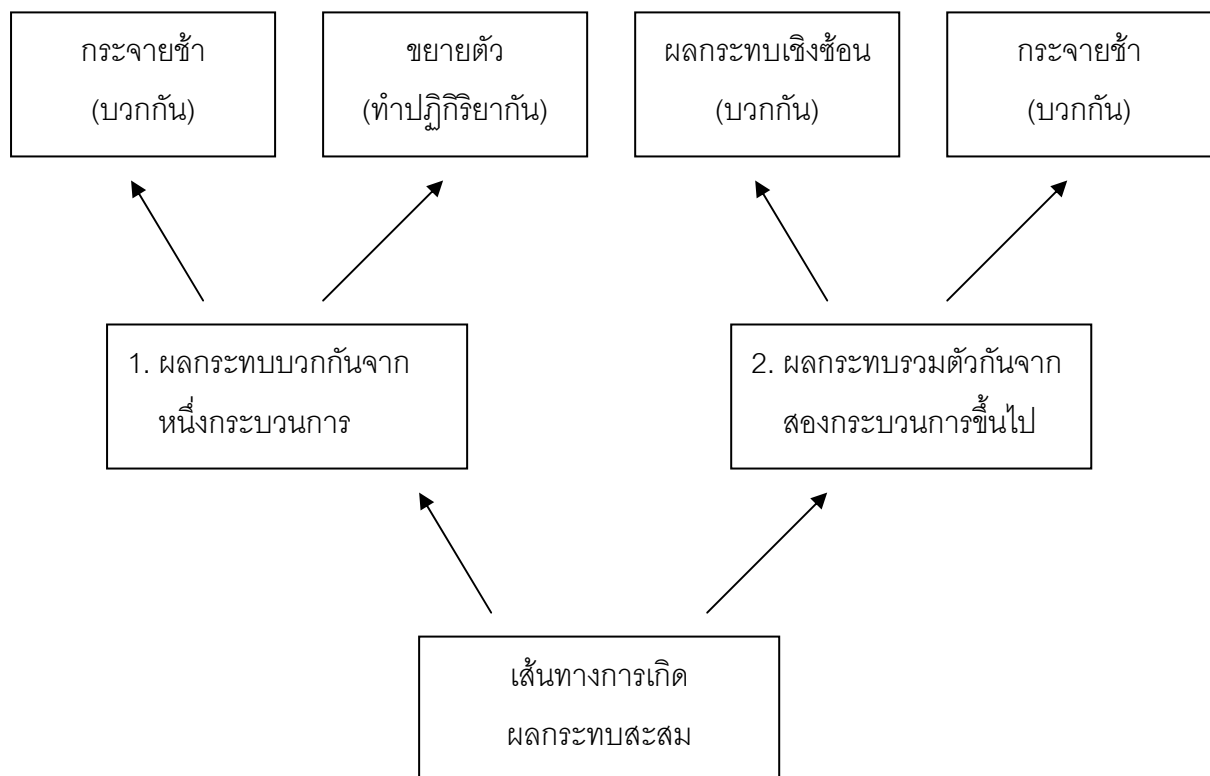 กระจายช้า
(บวกกัน)
ขยายตัว
(ทำปฏิกิริยากัน)
ผลกระทบเชิงซ้อน
(บวกกัน)
กระจายช้า
(บวกกัน)
1. ผลกระทบบวกกันจาก
หนึ่งกระบวนการ
2. ผลกระทบรวมตัวกันจาก
สองกระบวนการขึ้นไป
เส้นทางการเกิด
ผลกระทบสะสม